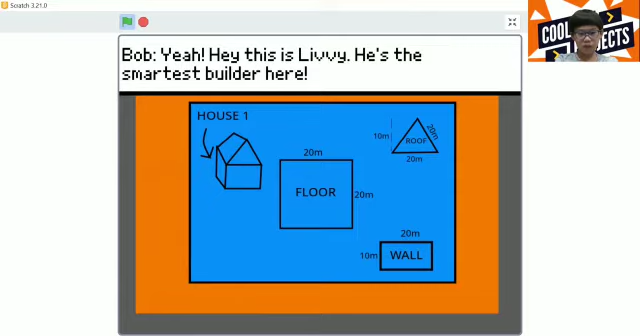 Scratch 3.21.0
Bob: Yeah! Hey this is Livvy. He's the
smartest builder here!
HOUSE 1
20m
FLOOR
20m
10m
20m
ROOF
20m
20m
10m
WALL
COOL
PROJECTS